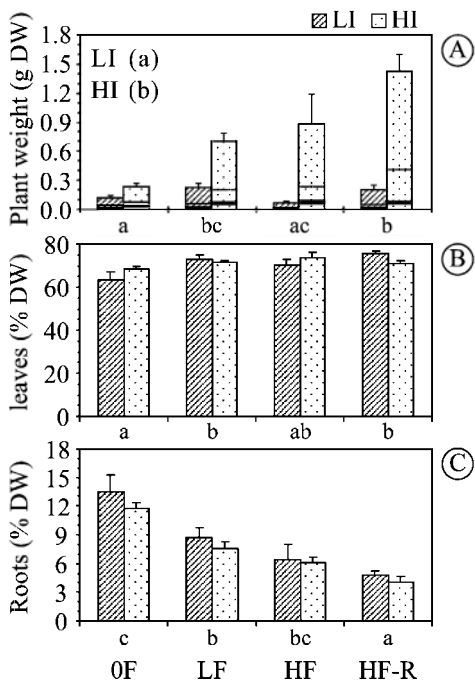 LI HI
A
Plant weight (g DW)
1.8
1.5
1.2
0.9
0.6
0.3
0.0
LI (a)
HI (b)
a bc ac b
B
leaves (% DW)
80
60
40
20
0
a b ab b
C
Roots (% DW)
18
15
12
9
6
3
0
c b bc a
0F LF HF HF-R